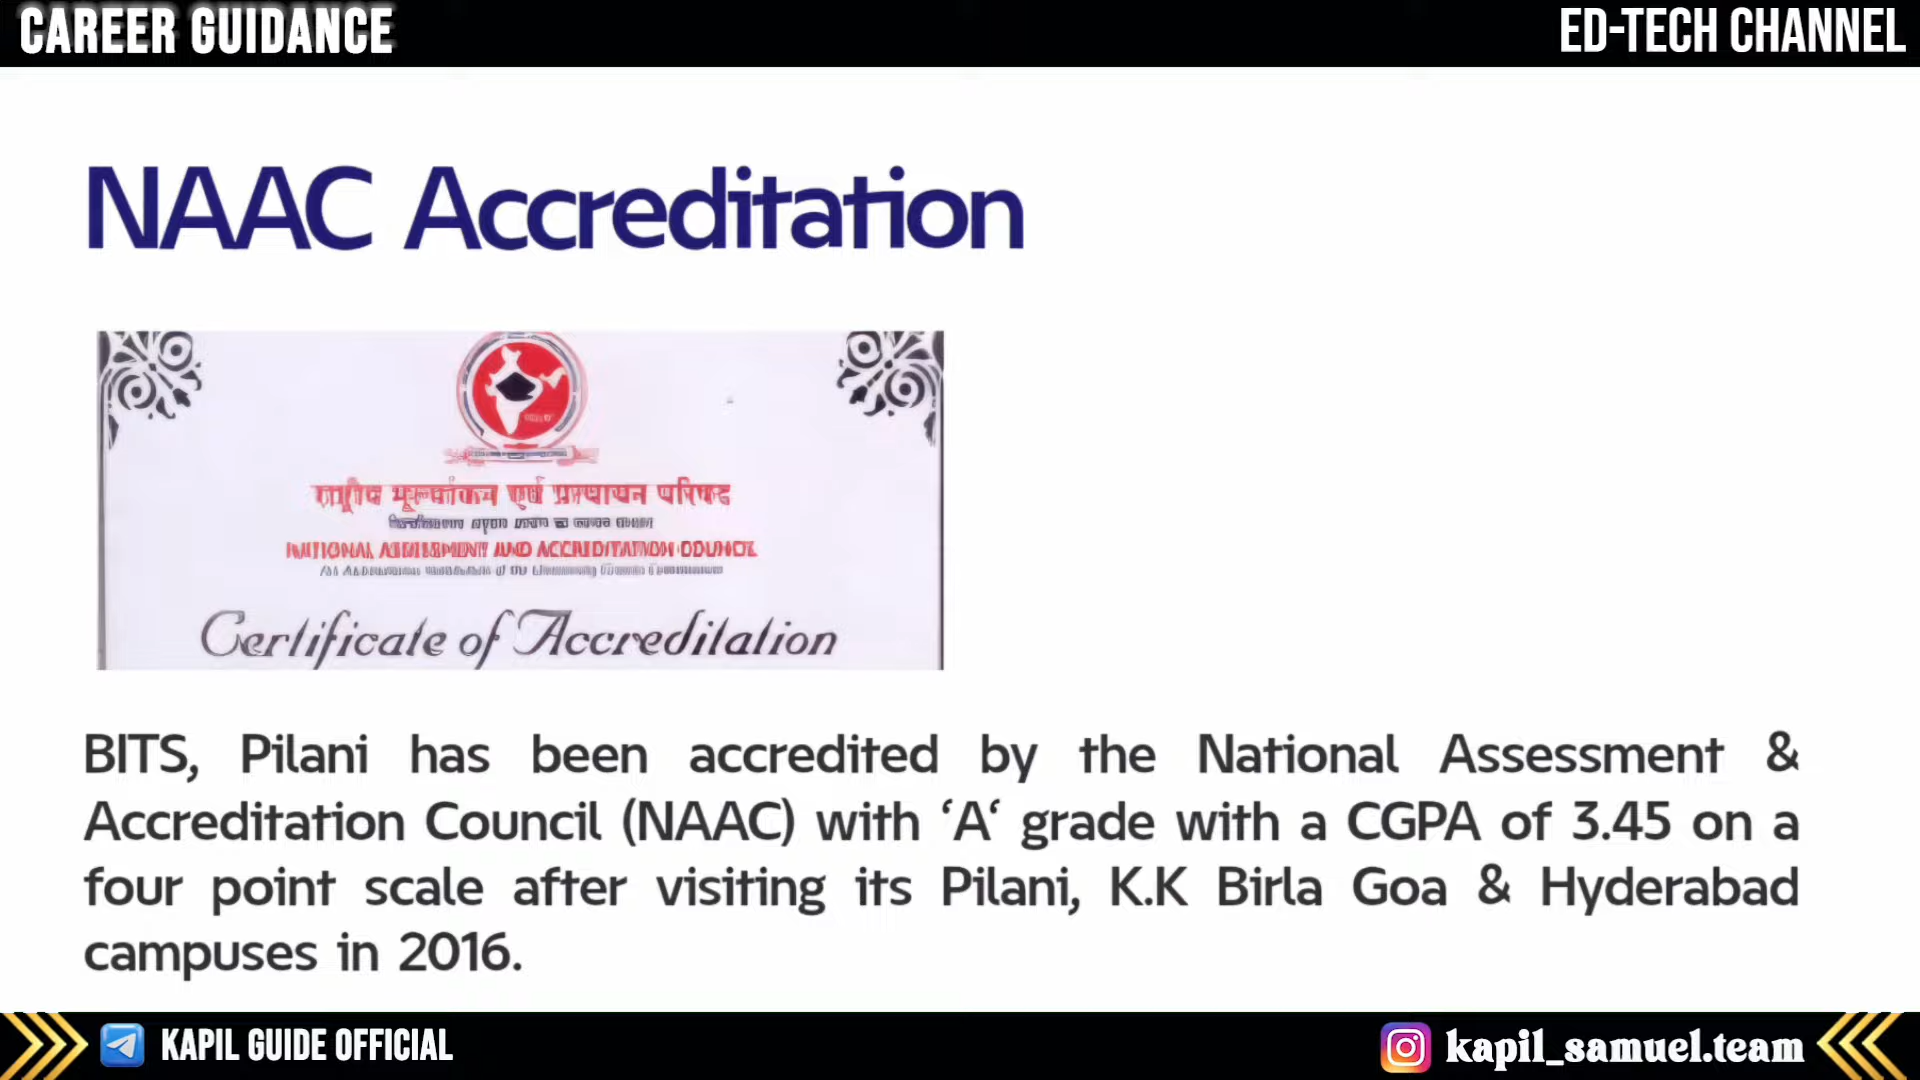 CAREER GUIDANCE
ED-TECH CHANNEL
NAAC Accreditation
Certificate of Accreditation
BITS, Pilani has been accredited by the National Assessment &
Accreditation Council (NAAC) with ‘A‘ grade with a CGPA of 3.45 on a
four point scale after visiting its Pilani, K.K Birla Goa & Hyderabad
campuses in 2016.
KAPIL GUIDE OFFICIAL
kapil_samuel.team